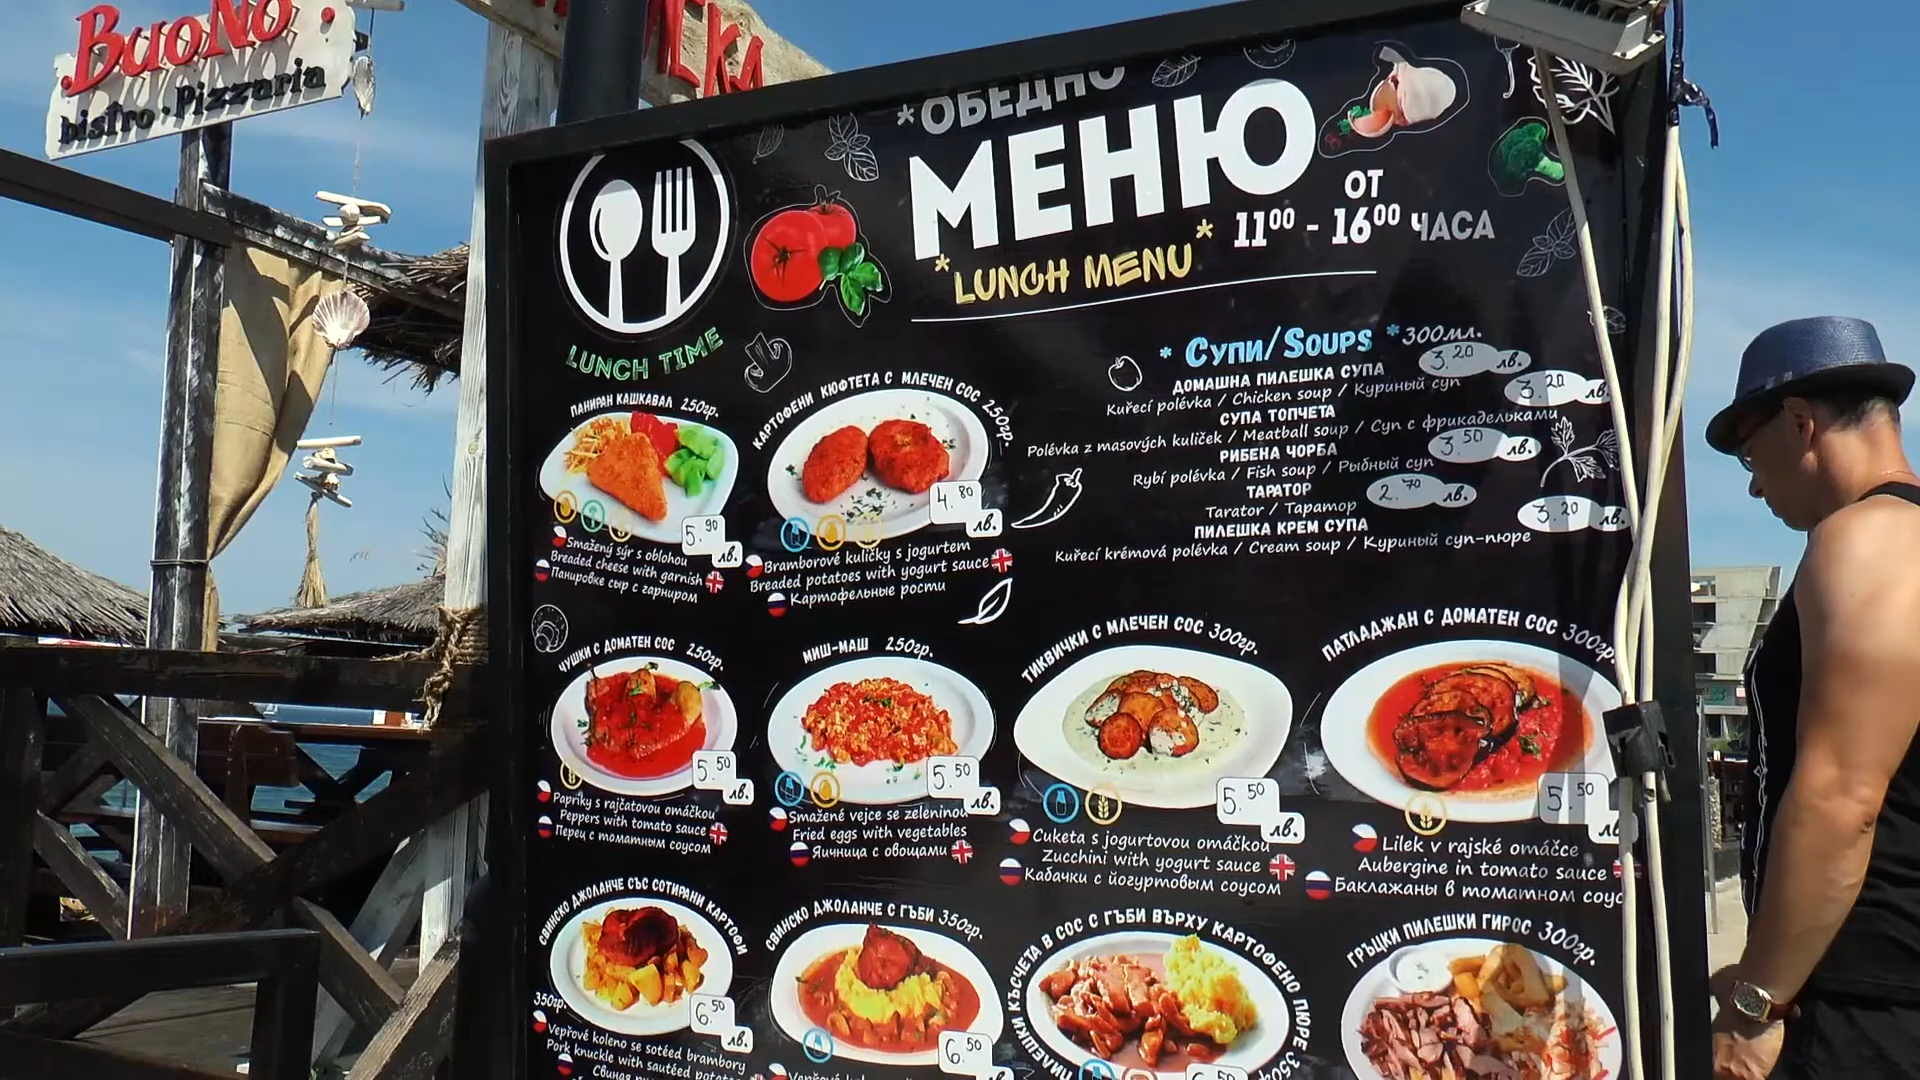 BuoNo
bistro · Pizzaria
*ОБЕДНО
МЕНЮ
*LUNCH MENU*
ОТ
11⁰⁰ - 16⁰⁰ ЧАСА
LUNCH TIME
* Супи/Soups *300мл.
ДОМАШНА ПИЛЕШКА СУПА 3.20 лв.
Kuřecí polévka / Chicken soup / Куриный суп
СУПА ТОПЧЕТА 3.20 лв.
Polévka z masových kuliček / Meatball soup / Суп с фрикадельками
РИБЕНА ЧОРБА 3.50 лв.
Rybí polévka / Fish soup / Рыбный суп
ТАРАТОР 2.70 лв.
Tarator / Таратор
ПИЛЕШКА КРЕМ СУПА 3.20 лв.
Kuřecí krémová polévka / Cream soup / Куриный суп-пюре
ПАНИРАН КАШКАВАЛ 250гр.
5.90 лв.
Smažený sýr s oblohou
Breaded cheese with garnish
Панировке сыр с гарниром
КАРТОФЕНИ КЮФТЕТА С МЛЕЧЕН СОС 250гр.
4.80 лв.
Bramborové kuličky s jogurtem
Breaded potatoes with yogurt sauce
Картофельные рости
ЧУШКИ С ДОМАТЕН СОС 250гр.
5.50 лв.
Papriky s rajčatovou omáčkou
Peppers with tomato sauce
Перец с томатным соусом
МИШ-МАШ 250гр.
5.50 лв.
Smažené vejce se zeleninou
Fried eggs with vegetables
Яичница с овощами
ТИКВИЧКИ С МЛЕЧЕН СОС 300гр.
5.50 лв.
Cuketa s jogurtovou omáčkou
Zucchini with yogurt sauce
Кабачки с йогуртовым соусом
ПАТЛАДЖАН С ДОМАТЕН СОС 300гр.
5.50
Lilek v rajské omáčce
Aubergine in tomato sauce
Баклажаны в томатном
СВИНСКО ДЖОЛАНЧЕ СЪС СОТИРАНИ КАРТОФИ
350гр.
6.50 лв.
Vepřové koleno se sotéed brambory
Pork knuckle with sautéed
СВИНСКО ДЖОЛАНЧЕ С ГЪБИ 350гр.
6.50
ПИЛЕШКИ КЪСЧЕТА В СОС С ГЪБИ ВЪРХУ КАРТОФЕНО ПЮРЕ 350гр
ГРЪЦКИ ПИЛЕШКИ ГИРОС 300гр.